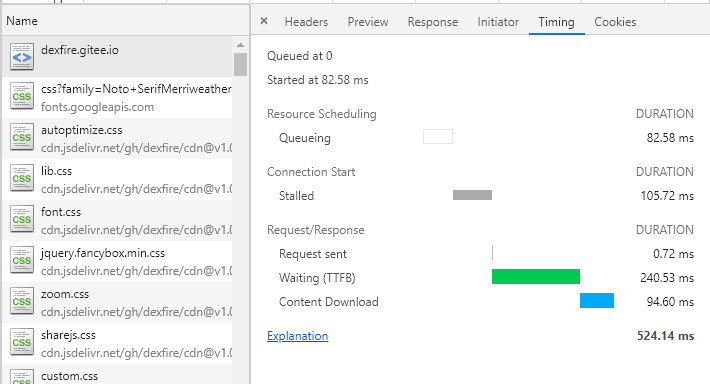 Name
dexfire.gitee.io
css?family=Noto+SerifMerriweather
fonts.googleapis.com
autoptimize.css
cdn.jsdelivr.net/gh/dexfire/cdn@v1.0
lib.css
cdn.jsdelivr.net/gh/dexfire/cdn@v1.0
font.css
cdn.jsdelivr.net/gh/dexfire/cdn@v1.0
jquery.fancybox.min.css
cdn.jsdelivr.net/gh/dexfire/cdn@v1.0
zoom.css
cdn.jsdelivr.net/gh/dexfire/cdn@v1.0
sharejs.css
cdn.jsdelivr.net/gh/dexfire/cdn@v1.0
custom.css
× Headers Preview Response Initiator Timing Cookies
Queued at 0
Started at 82.58 ms
Resource Scheduling DURATION
Queueing 82.58 ms
Connection Start DURATION
Stalled 105.72 ms
Request/Response DURATION
Request sent 0.72 ms
Waiting (TTFB) 240.53 ms
Content Download 94.60 ms
Explanation 524.14 ms